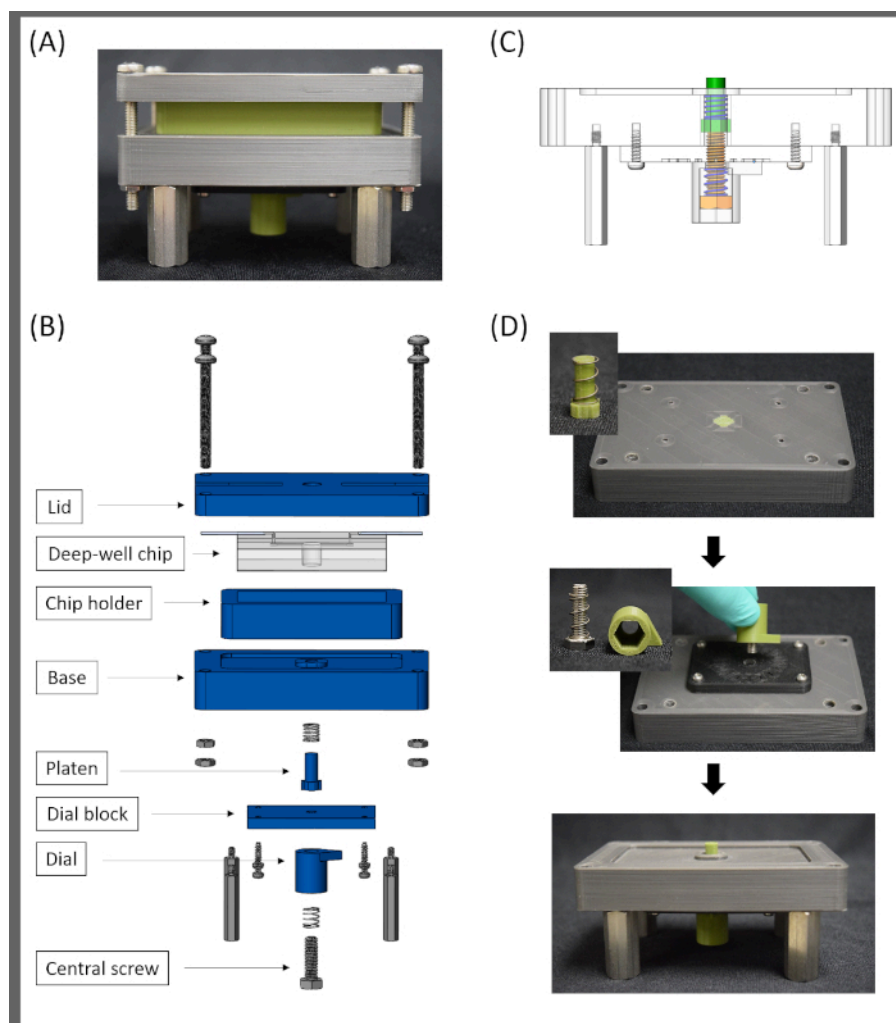 (A)
(C)
(B)
(D)
Lid
Deep-well chip
Chip holder
Base
Platen
Dial block
Dial
Central screw